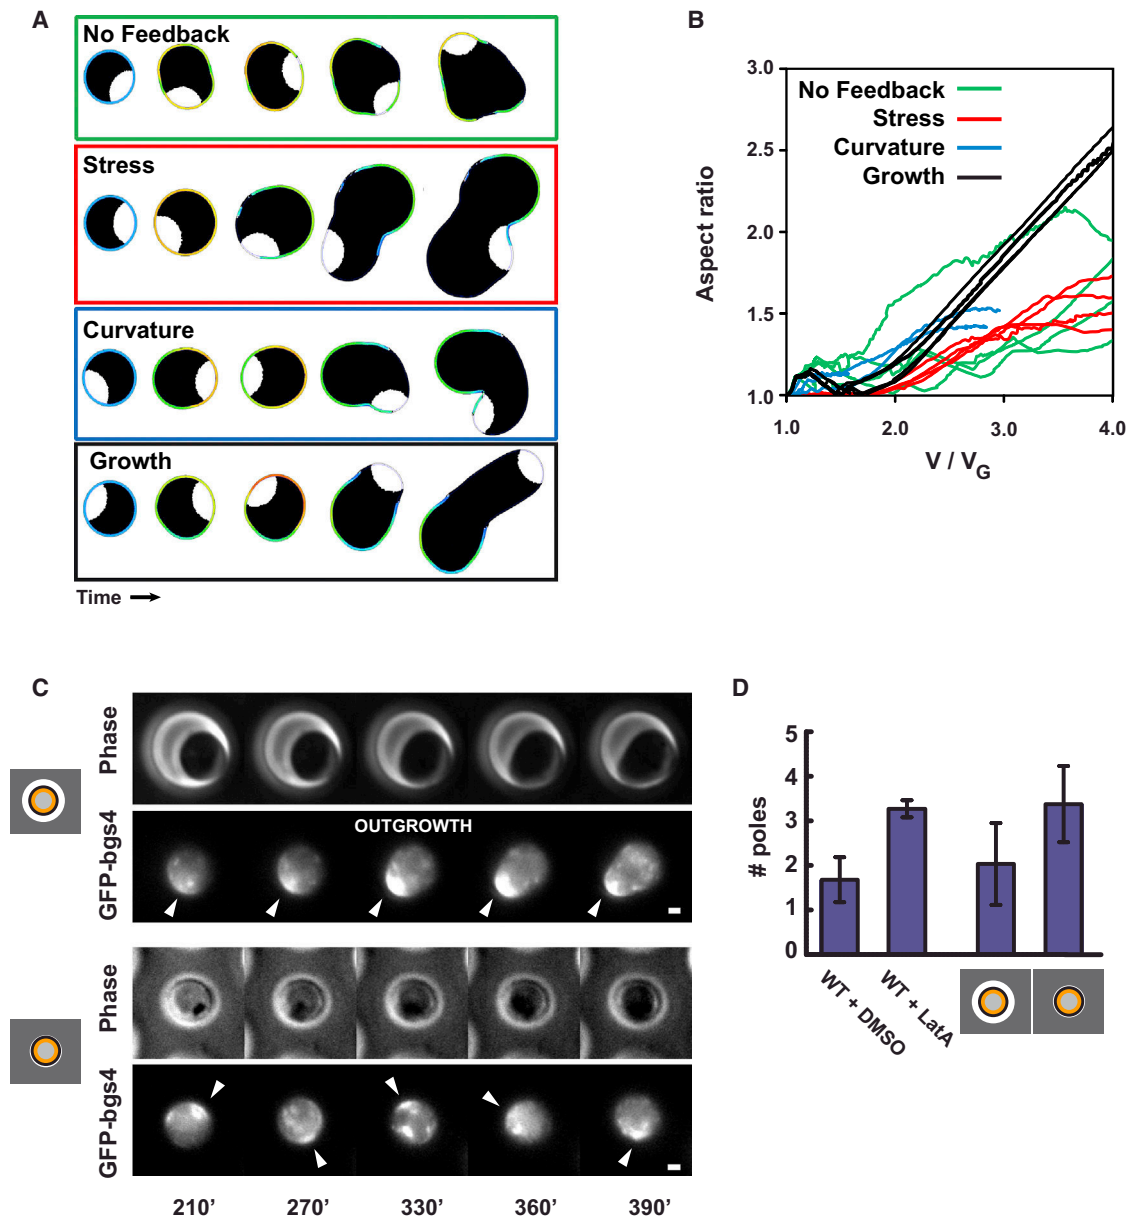 A
No Feedback
Stress
Curvature
Growth
Time
B
3.0
2.5
2.0
1.5
1.0
Aspect ratio
No Feedback
Stress
Curvature
Growth
1.0
2.0
3.0
4.0
V / VG
C
Phase
GFP-bgs4
OUTGROWTH
Phase
GFP-bgs4
210’
270’
330’
360’
390’
D
5
4
3
2
1
0
# poles
WT + DMSO
WT + LatA